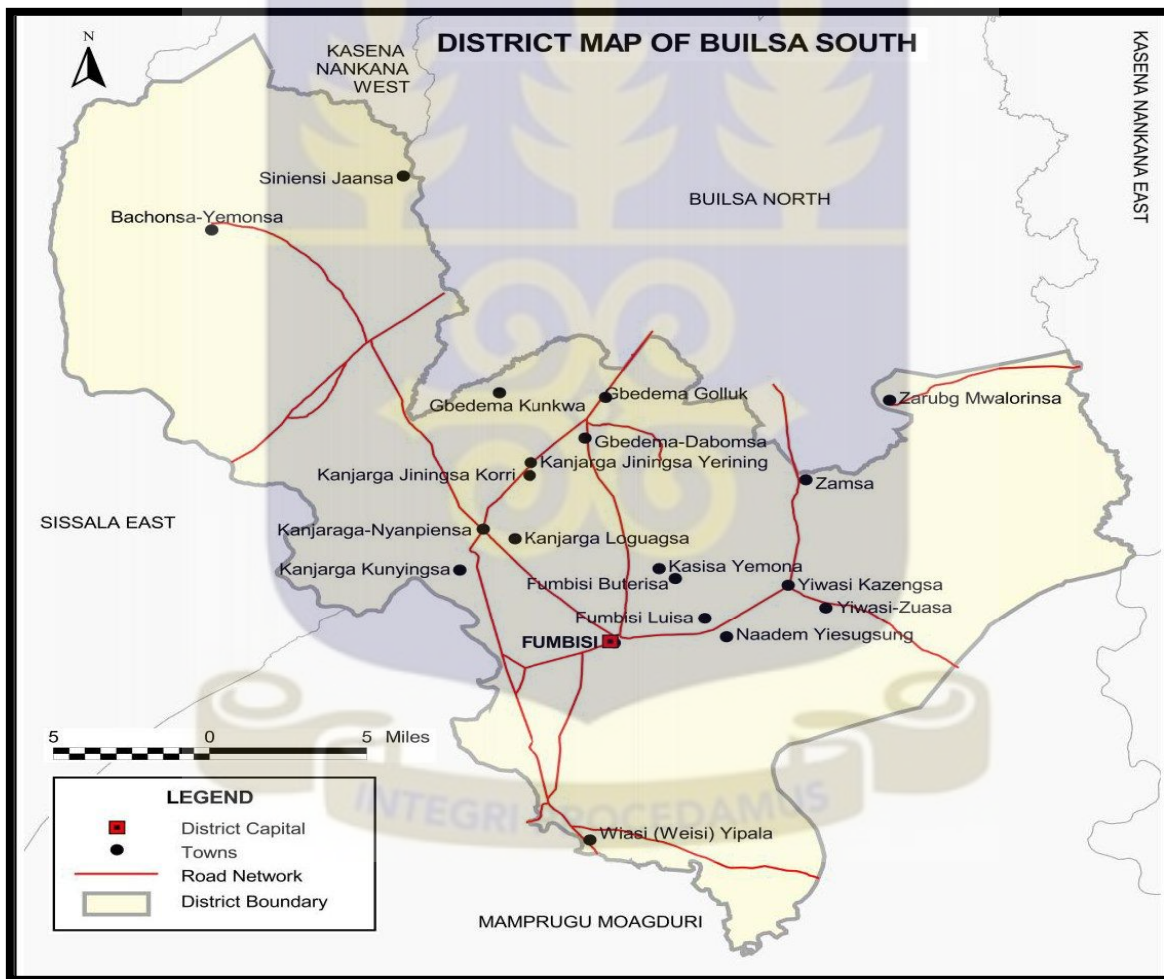 DISTRICT MAP OF BUILSA SOUTH
N
KASENA
NANKANA
WEST
KASENA NANKANA EAST
Siniensi Jaansa
BUILSA NORTH
Bachonsa-Yemonsa
Gbedema Kunkwa
Gbedema Golluk
Zarubg Mwalorinsa
Gbedema-Dabomsa
Kanjarga Jiningsa Yerining
Kanjarga Jiningsa Korri
Zamsa
SISSALA EAST
Kanjaraga-Nyanpiensa
Kanjarga Loguagsa
Kanjarga Kunyingsa
Kasisa Yemona
Fumbisi Buterisa
Yiwasi Kazengsa
Yiwasi-Zuasa
Fumbisi Luisa
Naadem Yiesugsung
FUMBISI
5 0 5 Miles
LEGEND
District Capital
Towns
Road Network
District Boundary
INTEGRI PROCEDAMUS
Wiasi (Weisi) Yipala
MAMPRUGU MOAGDURI